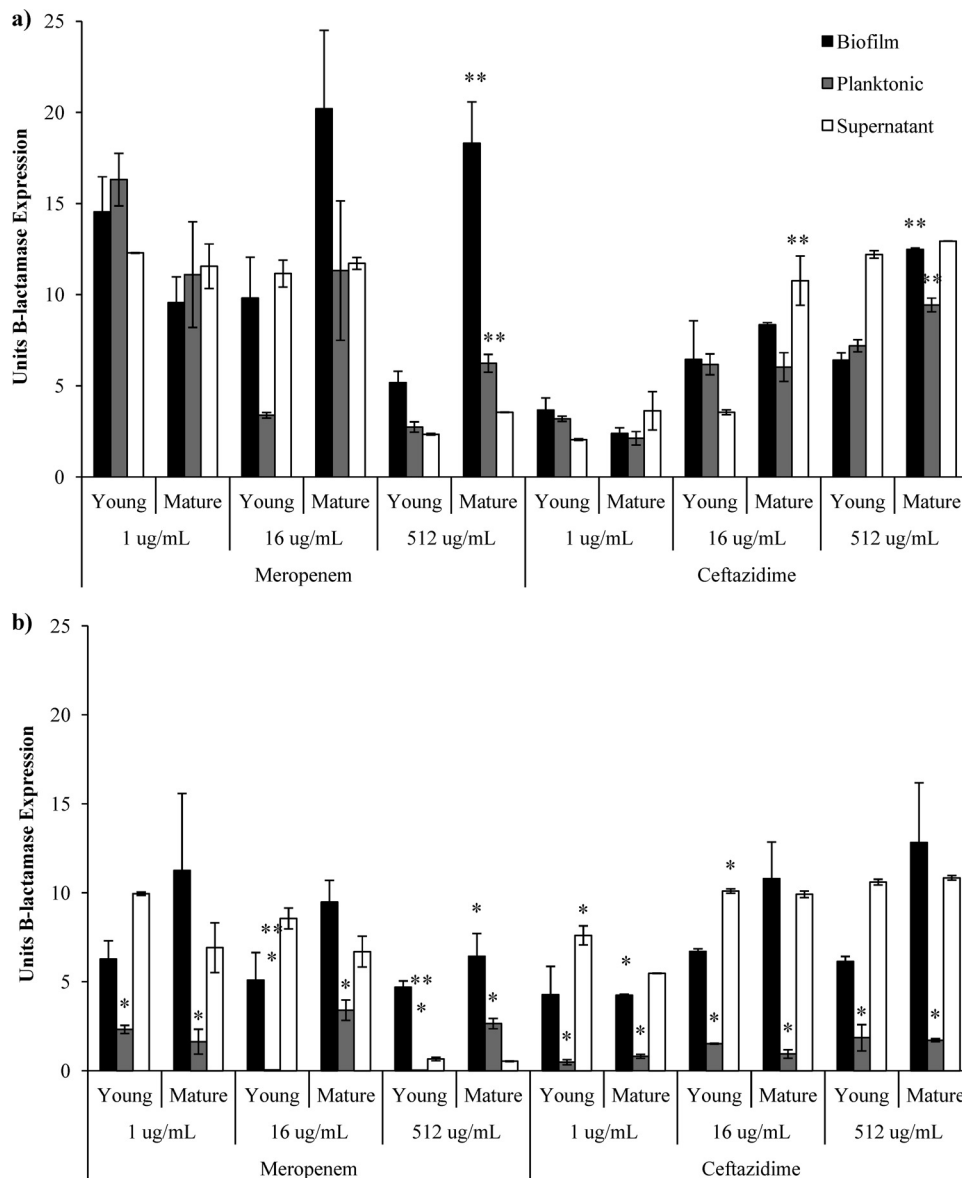 a)
25
20
15
10
5
0
Units B-lactamase Expression
Biofilm
Planktonic
Supernatant
**
**
**
**
**
Young Mature Young Mature Young Mature Young Mature Young Mature Young Mature
1 ug/mL 16 ug/mL 512 ug/mL 1 ug/mL 16 ug/mL 512 ug/mL
Meropenem Ceftazidime
b)
25
20
15
10
5
0
Units B-lactamase Expression
*
*
**
*
*
**
*
*
*
*
*
*
*
*
*
*
*
*
Young Mature Young Mature Young Mature Young Mature Young Mature Young Mature
1 ug/mL 16 ug/mL 512 ug/mL 1 ug/mL 16 ug/mL 512 ug/mL
Meropenem Ceftazidime